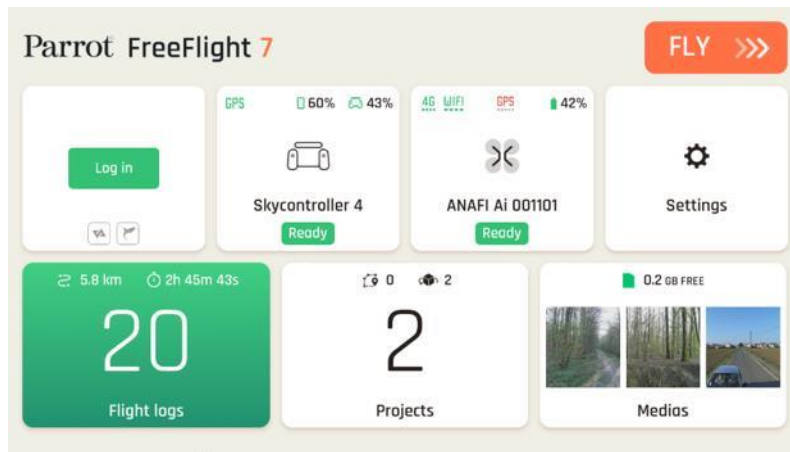 Parrot FreeFlight 7
FLY
Log in
GPS 60% 43%
Skycontroller 4
Ready
4G WIFI GPS 42%
ANAFI Ai 001101
Ready
Settings
5.8 km 2h 45m 43s
20
Flight logs
0 2
2
Projects
0.2 GB FREE
Medias